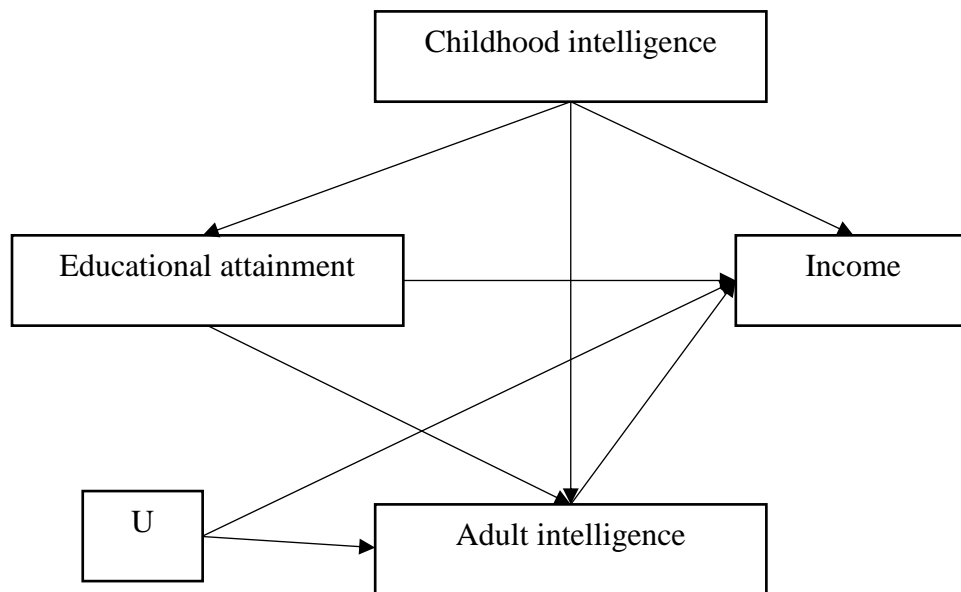 Childhood intelligence
Educational attainment
Income
U
Adult intelligence